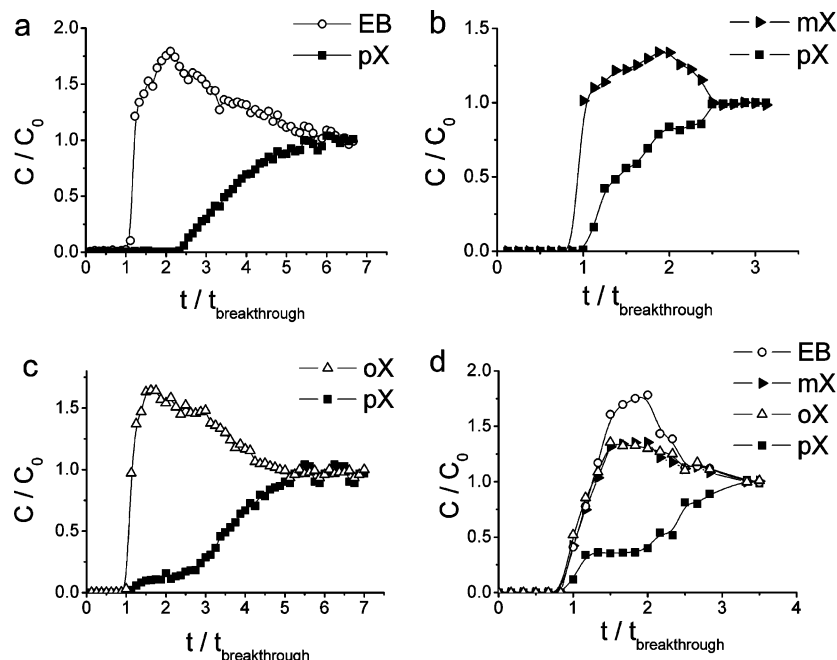 a
EB
pX
2.0
1.5
1.0
0.5
0.0
0 1 2 3 4 5 6 7
C / C0
t / tbreakthrough
b
mX
pX
1.5
1.0
0.5
0.0
0 1 2 3
C / C0
t / tbreakthrough
c
oX
pX
1.5
1.0
0.5
0.0
0 1 2 3 4 5 6 7
C / C0
t / tbreakthrough
d
EB
mX
oX
pX
2.0
1.5
1.0
0.5
0.0
0 1 2 3 4
C / C0
t / tbreakthrough